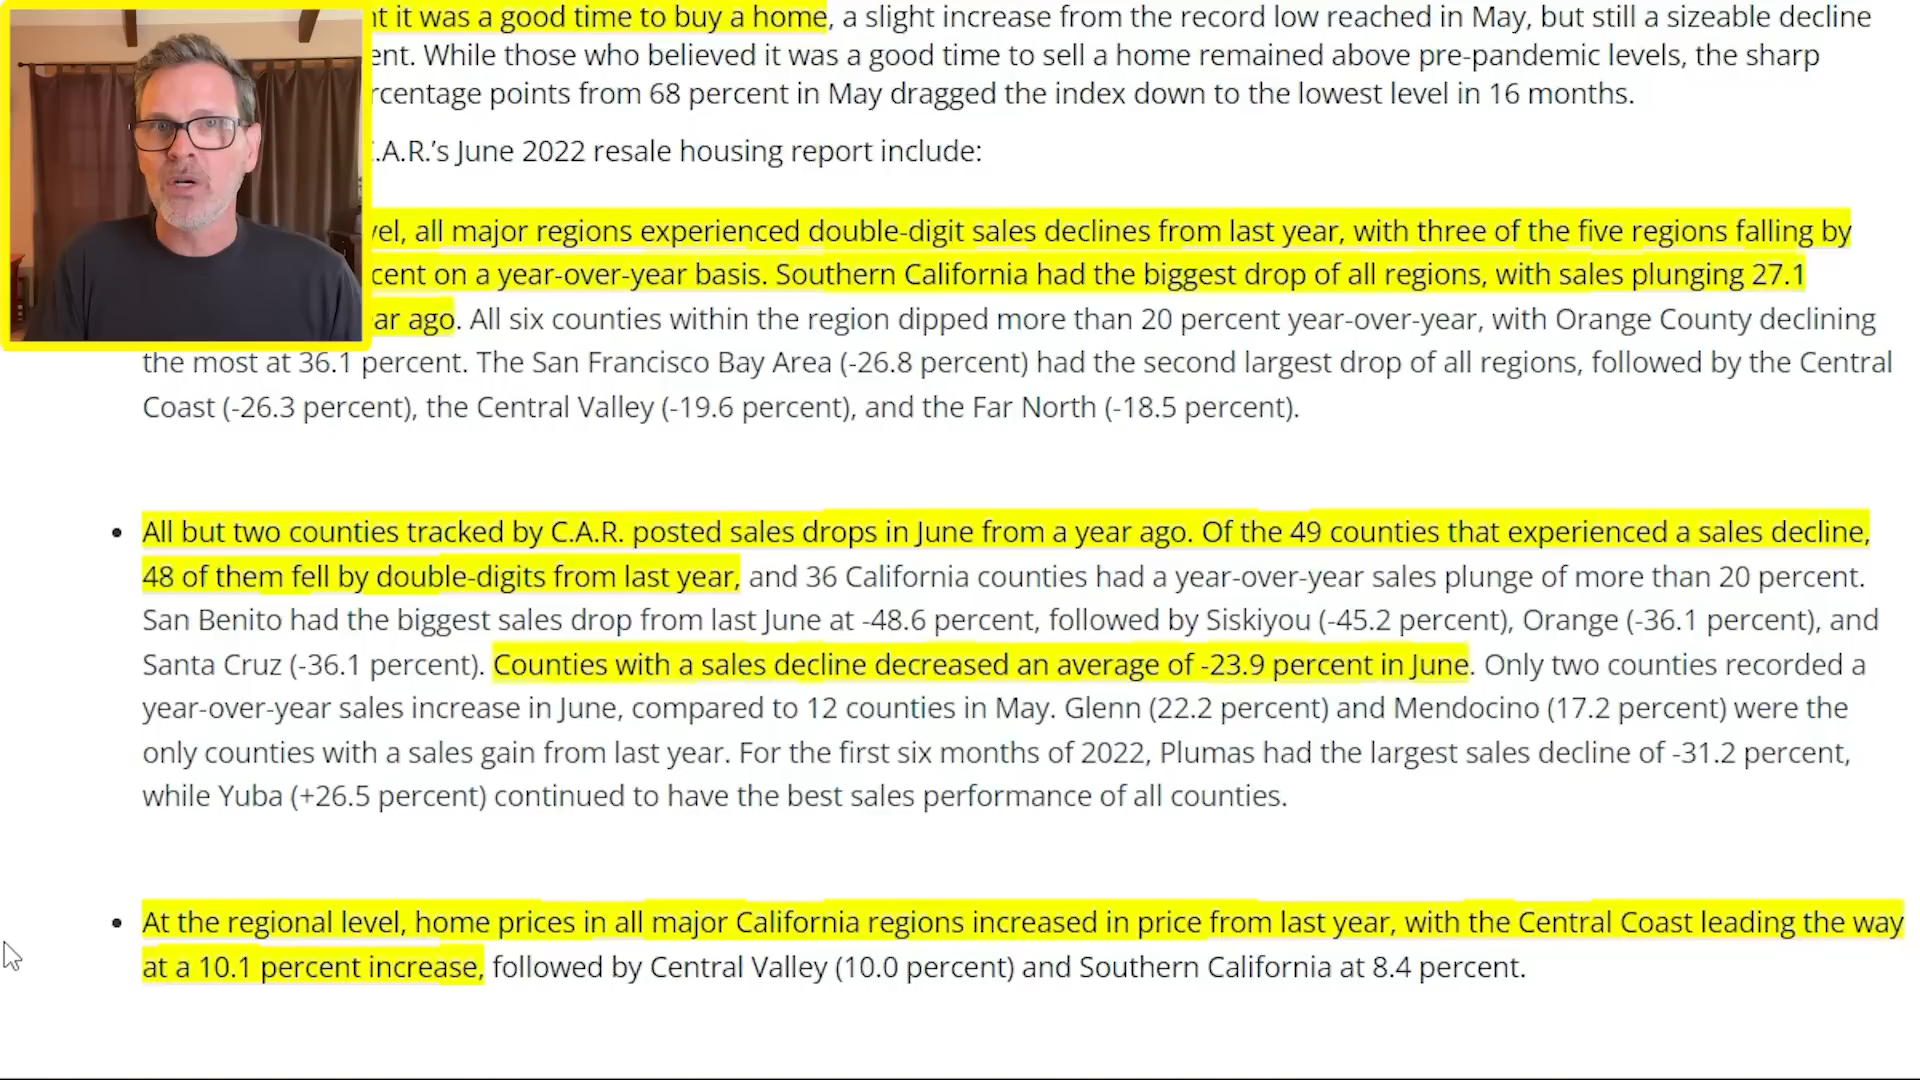 it was a good time to buy a home, a slight increase from the record low reached in May, but still a sizeable decline
ent. While those who believed it was a good time to sell a home remained above pre-pandemic levels, the sharp
rcentage points from 68 percent in May dragged the index down to the lowest level in 16 months.
.A.R.’s June 2022 resale housing report include:
vel, all major regions experienced double-digit sales declines from last year, with three of the five regions falling by
cent on a year-over-year basis. Southern California had the biggest drop of all regions, with sales plunging 27.1
ar ago. All six counties within the region dipped more than 20 percent year-over-year, with Orange County declining
the most at 36.1 percent. The San Francisco Bay Area (-26.8 percent) had the second largest drop of all regions, followed by the Central
Coast (-26.3 percent), the Central Valley (-19.6 percent), and the Far North (-18.5 percent).
• All but two counties tracked by C.A.R. posted sales drops in June from a year ago. Of the 49 counties that experienced a sales decline,
48 of them fell by double-digits from last year, and 36 California counties had a year-over-year sales plunge of more than 20 percent.
San Benito had the biggest sales drop from last June at -48.6 percent, followed by Siskiyou (-45.2 percent), Orange (-36.1 percent), and
Santa Cruz (-36.1 percent). Counties with a sales decline decreased an average of -23.9 percent in June. Only two counties recorded a
year-over-year sales increase in June, compared to 12 counties in May. Glenn (22.2 percent) and Mendocino (17.2 percent) were the
only counties with a sales gain from last year. For the first six months of 2022, Plumas had the largest sales decline of -31.2 percent,
while Yuba (+26.5 percent) continued to have the best sales performance of all counties.
• At the regional level, home prices in all major California regions increased in price from last year, with the Central Coast leading the way
at a 10.1 percent increase, followed by Central Valley (10.0 percent) and Southern California at 8.4 percent.